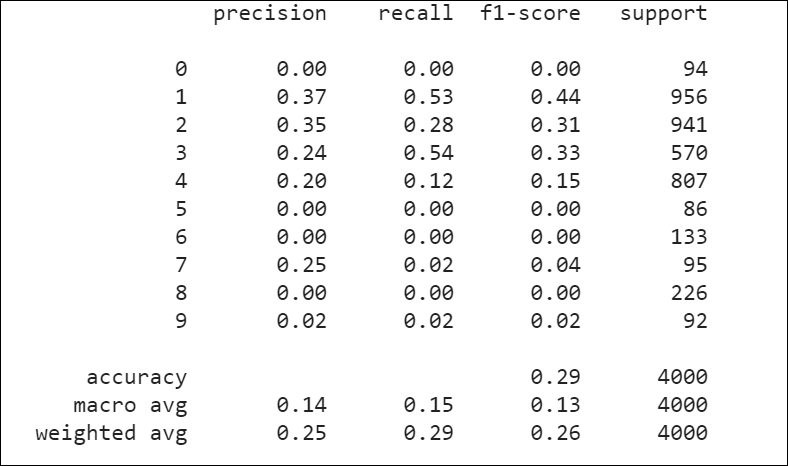 precision recall f1-score support
0 0.00 0.00 0.00 94
1 0.37 0.53 0.44 956
2 0.35 0.28 0.31 941
3 0.24 0.54 0.33 570
4 0.20 0.12 0.15 807
5 0.00 0.00 0.00 86
6 0.00 0.00 0.00 133
7 0.25 0.02 0.04 95
8 0.00 0.00 0.00 226
9 0.02 0.02 0.02 92
accuracy 0.29 4000
macro avg 0.14 0.15 0.13 4000
weighted avg 0.25 0.29 0.26 4000